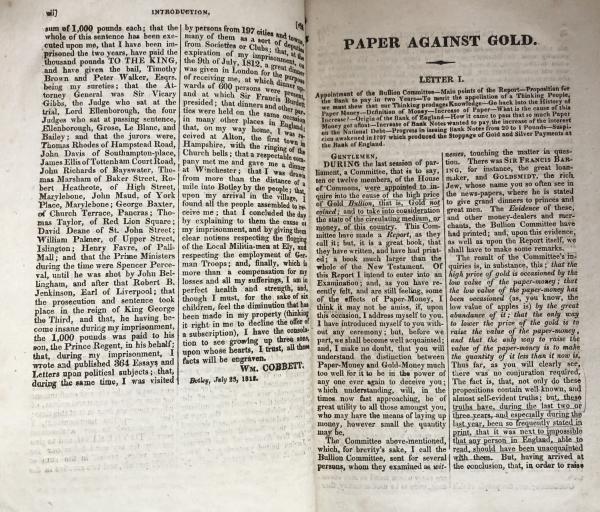 viii]
INTRODUCTION.
sum of 1,000 pounds each; that the
whole of this sentence has been exe-
cuted upon me, that I have been im-
prisoned the two years, have paid the
thousand pounds TO THE KING,
and have given the bail, Timothy
Brown and Peter Walker, Esqrs.
being my sureties; that the At-
torney General was Sir Vicary
Gibbs, the Judge who sat at the
trial, Lord Ellenborough, the four
Judges who sat at passing sentence,
Ellenborough, Grose, Le Blanc, and
Bailey; and that the jurors were,
Thomas Rhodes of Hampstead Road,
John Davis of Southampton-place,
James Ellis of Tottenham Court Road,
John Richards of Bayswater, Tho-
mas Marsham of Baker Street, Ro-
bert Heathcote, of High Street,
Marylebone, John Maud, of York
Place, Marylebone; George Baxter,
of Church Terrace, Pancras; Tho-
mas Taylor, of Red Lion Square;
David Deane of St. John Street;
William Palmer, of Upper Street,
Islington; Henry Favre, of Pall-
Mall; and that the Prime Ministers
during the time were Spencer Perce-
val, until he was shot by John Bel-
lingham, and after that Robert B.
Jenkinson, Earl of Liverpool; that
the prosecution and sentence took
place in the reign of King George
the Third, and that, he having be-
come insane during my imprisonment,
the 1,000 pounds was paid to his
son, the Prince Regent, in his behalf;
that, during my imprisonment, I
wrote and published 364 Essays and
Letters upon political subjects; that,
during the same time, I was visited
by persons from 197 cities and towns,
many of them as a sort of deputies
from Societies or Clubs; that, at the
expiration of my imprisonment, on
the 9th of July, 1812, a great dinner
was given in London for the purpose
of receiving me, at which dinner up-
wards of 600 persons were present,
and at which Sir Francis Burdett
presided; that dinners and other par-
ties were held on the same occasion
in many other places in England;
that, on my way home, I was re-
ceived at Alton, the first town in
Hampshire, with the ringing of the
Church bells; that a respectable com-
pany met me and gave me a dinner
at Winchester; that I was drawn
from more than the distance of a
mile into Botley by the people; that,
upon my arrival in the village, I
found all the people assembled to re-
ceive me; that I concluded the day
by explaining to them the cause of
my imprisonment, and by giving them
clear notions respecting the flogging
of the Local Militia-men at Ely, and
respecting the employment of Ger-
man Troops; and, finally, which is
more than a compensation for my
losses and all my sufferings, I am in
perfect health and strength, and,
though I must, for the sake of six
children, feel the diminution that has
been made in my property (thinking
it right in me to decline the offer of
a subscription), I have the consola-
tion to see growing up three sons,
upon whose hearts, I trust, all these
facts will be engraven.
WM. COBBETT.
Botley, July 23, 1812.
PAPER AGAINST GOLD.
LETTER I.
Appointment of the Bullion Committee—Main points of the Report—Proposition for
the Bank to pay in two Years—To merit the appellation of a Thinking People,
we must shew that our Thinking produces Knowledge—Go back into the History of
Paper Money—Definition of Money—Increase of Paper—What is the cause of this
Increase?—Origin of the Bank of England—How it came to pass that so much Paper
Money got afloat—Increase of Bank Notes wanted to pay the increase of the interest
on the National Debt—Progress in issuing Bank Notes from 20 to 1 Pounds—Suspi-
cion awakened in 1797 which produced the Stoppage of Gold and Silver Payments at
the Bank of England.
GENTLEMEN,
DURING the last session of par-
liament, a Committee, that is to say,
ten or twelve members, of the House
of Commons, were appointed to in-
quire into the cause of the high price
of Gold Bullion, that is, Gold not
coined; and to take into consideration
the state of the circulating medium, or
money, of this country. This Com-
mittee have made a Report, as they
call it; but, it is a great book, that
they have written, and have had print-
ed; a book much larger than the
whole of the New Testament. Of
this Report I intend to enter into an
Examination; and, as you have re-
cently felt, and are still feeling, some
of the effects of Paper-Money, I
think it may not be amiss, if, upon
this occasion, I address myself to you.
I have introduced myself to you with-
out any ceremony; but, before we
part, we shall become well acquainted;
and, I make no doubt, that you will
understand the distinction between
Paper-Money and Gold-Money much
too well for it to be in the power of
any one ever again to deceive you;
which understanding, will, in the
times now fast approaching, be of
great utility to all those amongst you,
who may have the means of laying up
money, however small the quantity
may be.
The Committee above-mentioned,
which, for brevity's sake, I call the
Bullion Committee, sent for several
persons, whom they examined as wit-
nesses, touching the matter in ques-
tion. There was SIR FRANCIS BAR-
ING, for instance, the great loan-
maker, and GOLDSMIDT, the rich
Jew, whose name you so often see in
the news-papers, where he is stated
to give grand dinners to princes and
great men. The Evidence of these,
and other money-dealers and mer-
chants, the Bullion Committee have
had printed; and, upon this evidence,
as well as upon the Report itself, we
shall have to make some remarks.
The result of the Committee's in-
quiries is, in substance, this; that the
high price of gold is occasioned by the
low value of the paper-money; that
the low value of the paper-money has
been occasioned (as, you know, the
low value of apples is) by the great
abundance of it; that the only way
to lower the price of the gold is to
raise the value of the paper-money,
and that the only way to raise the
value of the paper-money is to make
the quantity of it less than it now is.
Thus far, as you will clearly see,
there was no conjuration required.
The fact is, that, not only do these
propositions contain well-known, and
almost self-evident truths; but, these
truths have, during the last two or
three years, and especially during the
last year, been so frequently stated in
print, that it was next to impossible
that any person in England, able to
read, should have been unacquainted
with them. But, having arrived at
the conclusion, that, in order to raise